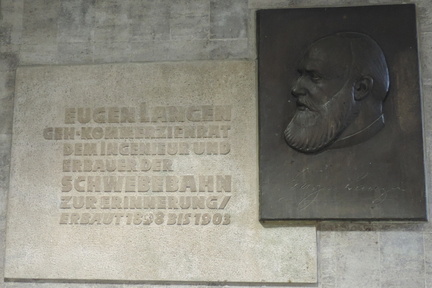 EUGEN LANGEN
GEH·KOMMERZIENRAT
DEM INGENIEUR UND
ERBAUER DER
SCHWEBEBAHN
ZUR ERINNERUNG/
ERBAUT 1898 BIS 1903